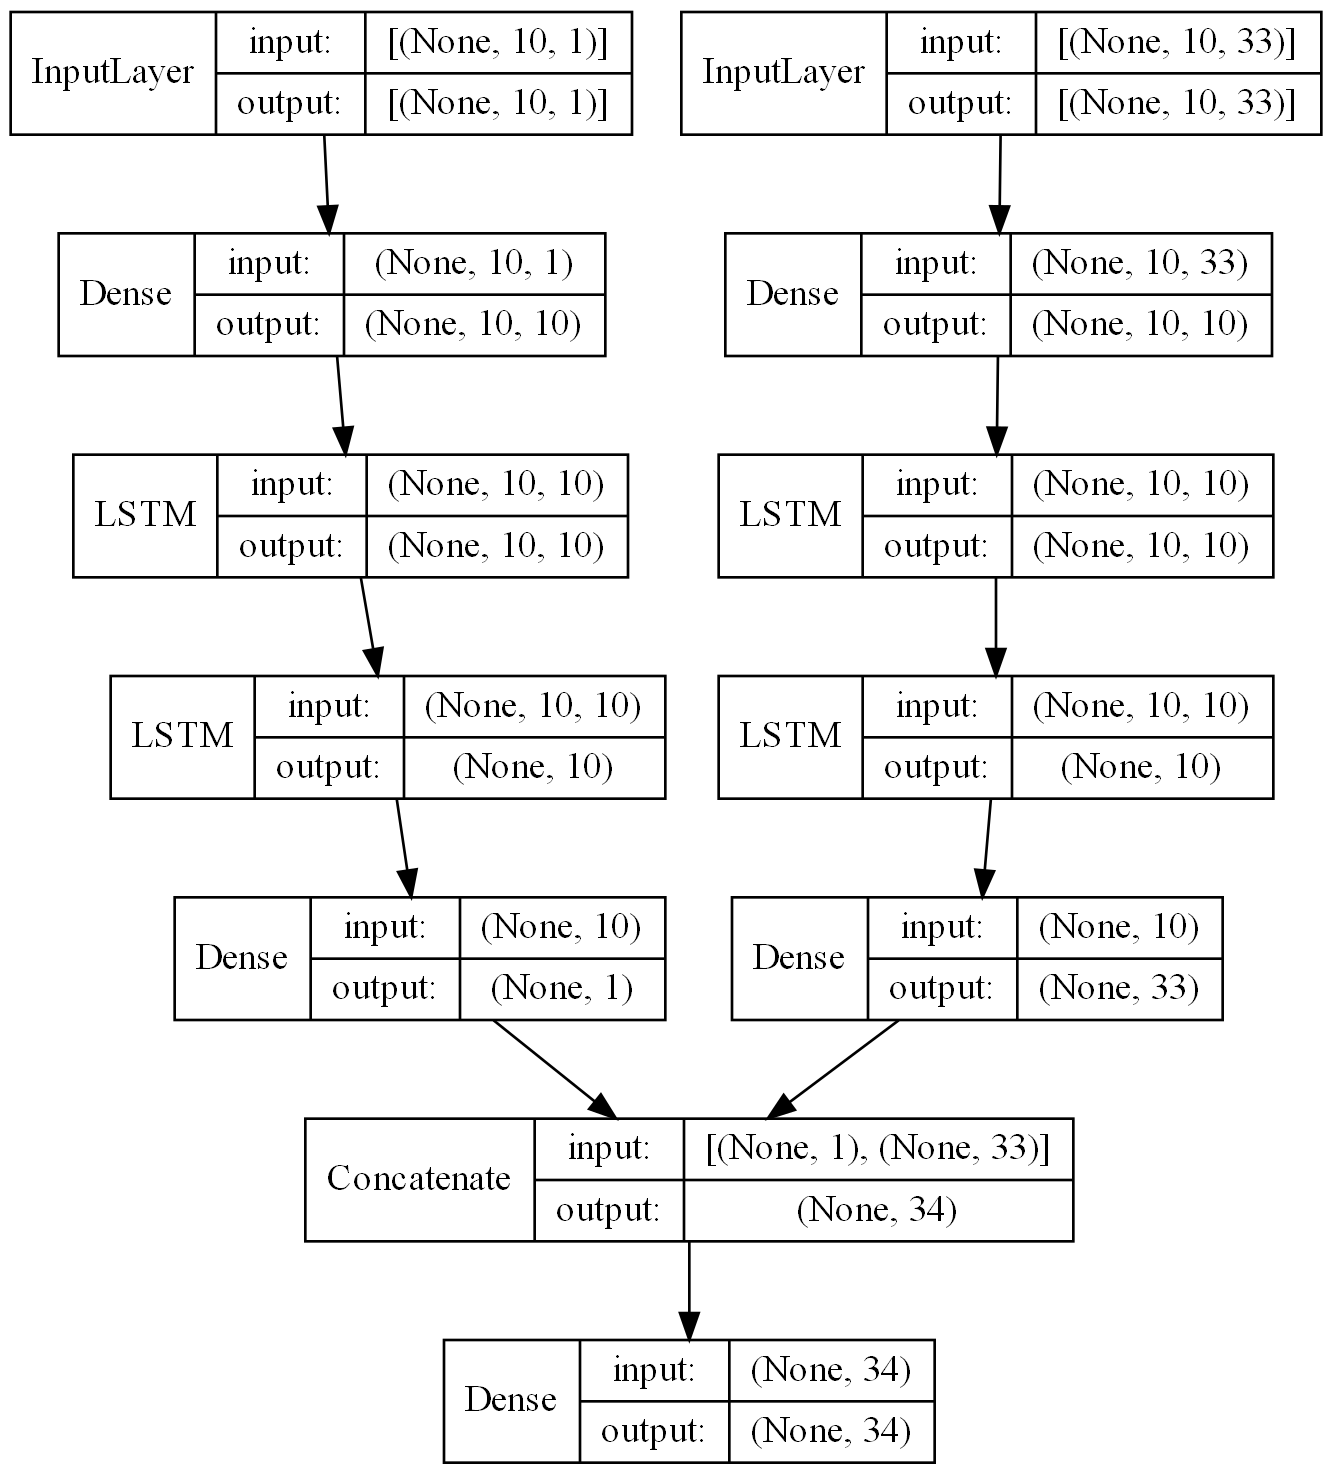 InputLayer input: [(None, 10, 1)]
output: [(None, 10, 1)]
InputLayer input: [(None, 10, 33)]
output: [(None, 10, 33)]
Dense input: (None, 10, 1)
output: (None, 10, 10)
Dense input: (None, 10, 33)
output: (None, 10, 10)
LSTM input: (None, 10, 10)
output: (None, 10, 10)
LSTM input: (None, 10, 10)
output: (None, 10, 10)
LSTM input: (None, 10, 10)
output: (None, 10)
LSTM input: (None, 10, 10)
output: (None, 10)
Dense input: (None, 10)
output: (None, 1)
Dense input: (None, 10)
output: (None, 33)
Concatenate input: [(None, 1), (None, 33)]
output: (None, 34)
Dense input: (None, 34)
output: (None, 34)